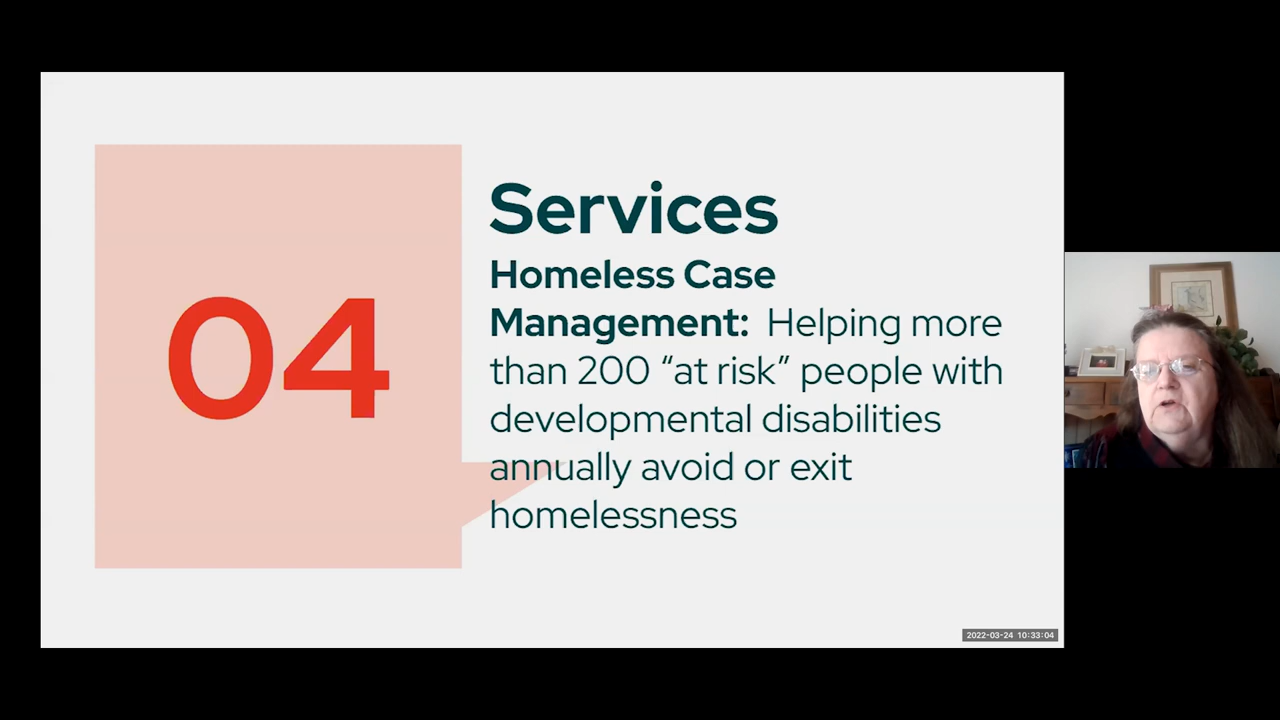 04
Services
Homeless Case
Management: Helping more
than 200 “at risk” people with
developmental disabilities
annually avoid or exit
homelessness
2022-03-24 10:33:04